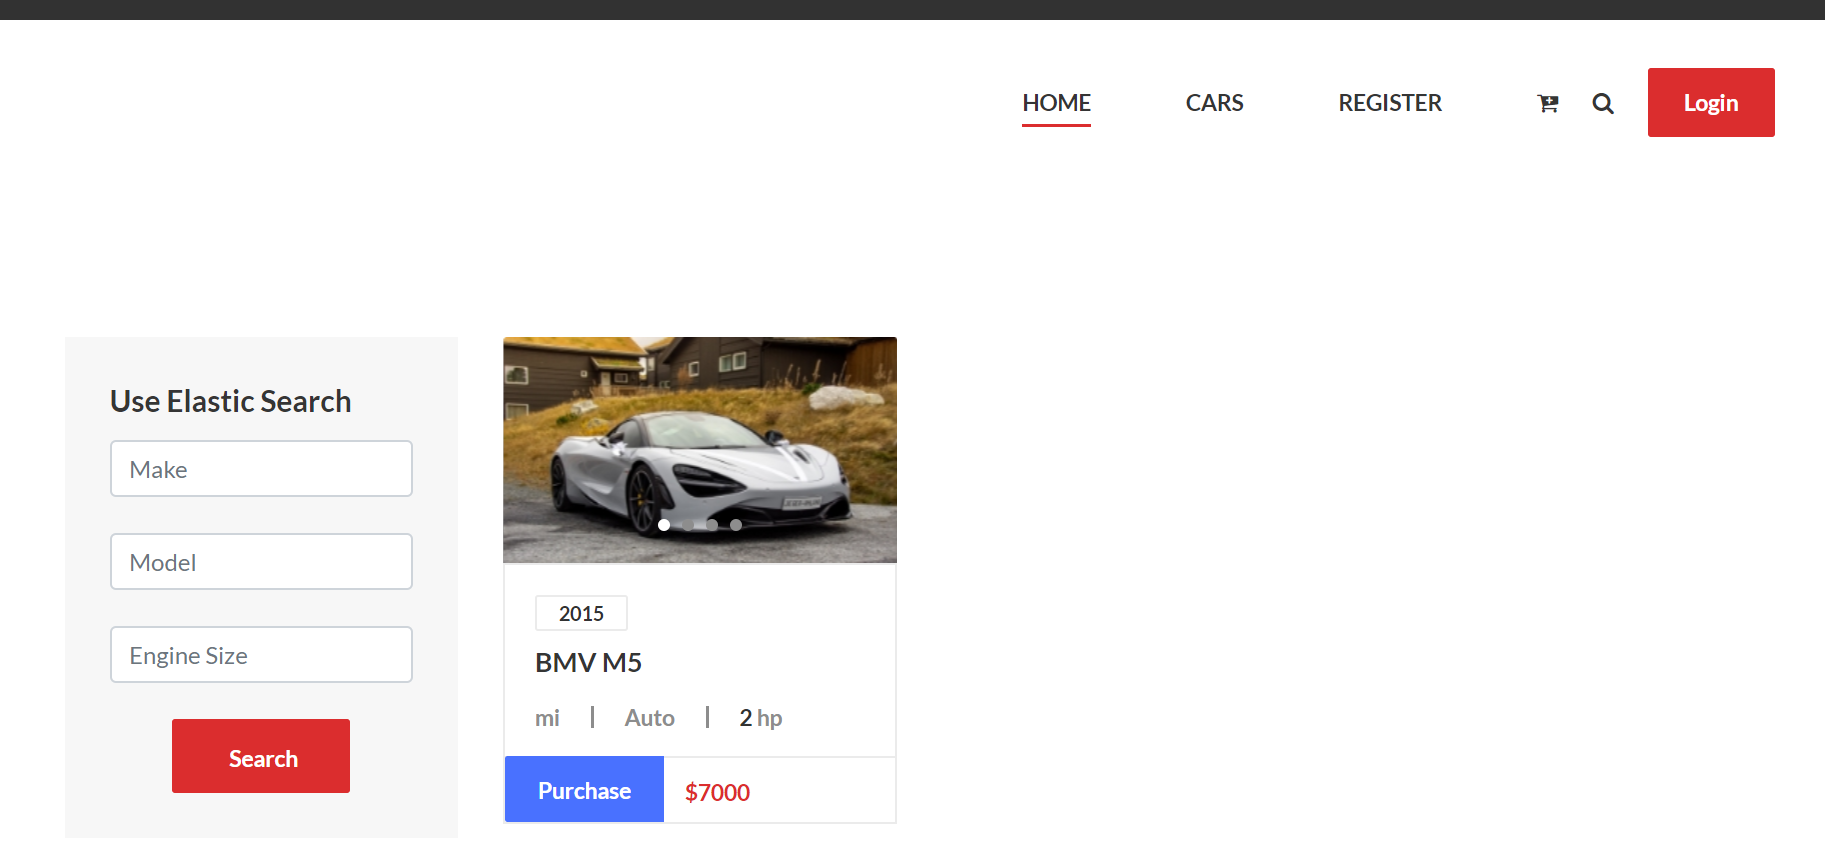 HOME CARS REGISTER Login
Use Elastic Search
Make
Model
Engine Size
Search
2015
BMV M5
mi | Auto | 2 hp
Purchase $7000